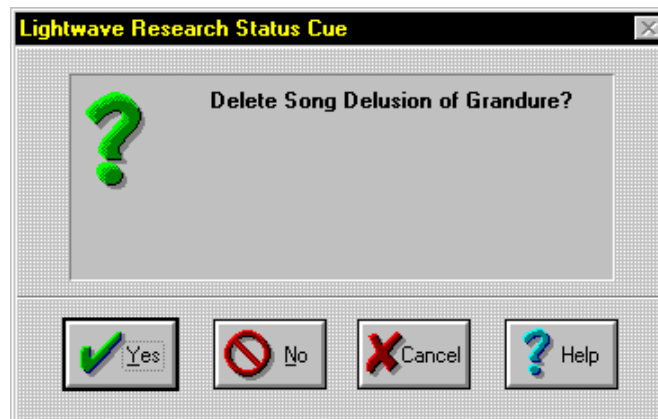 Lightwave Research Status Cue
Delete Song Delusion of Grandure?
Yes
No
Cancel
Help